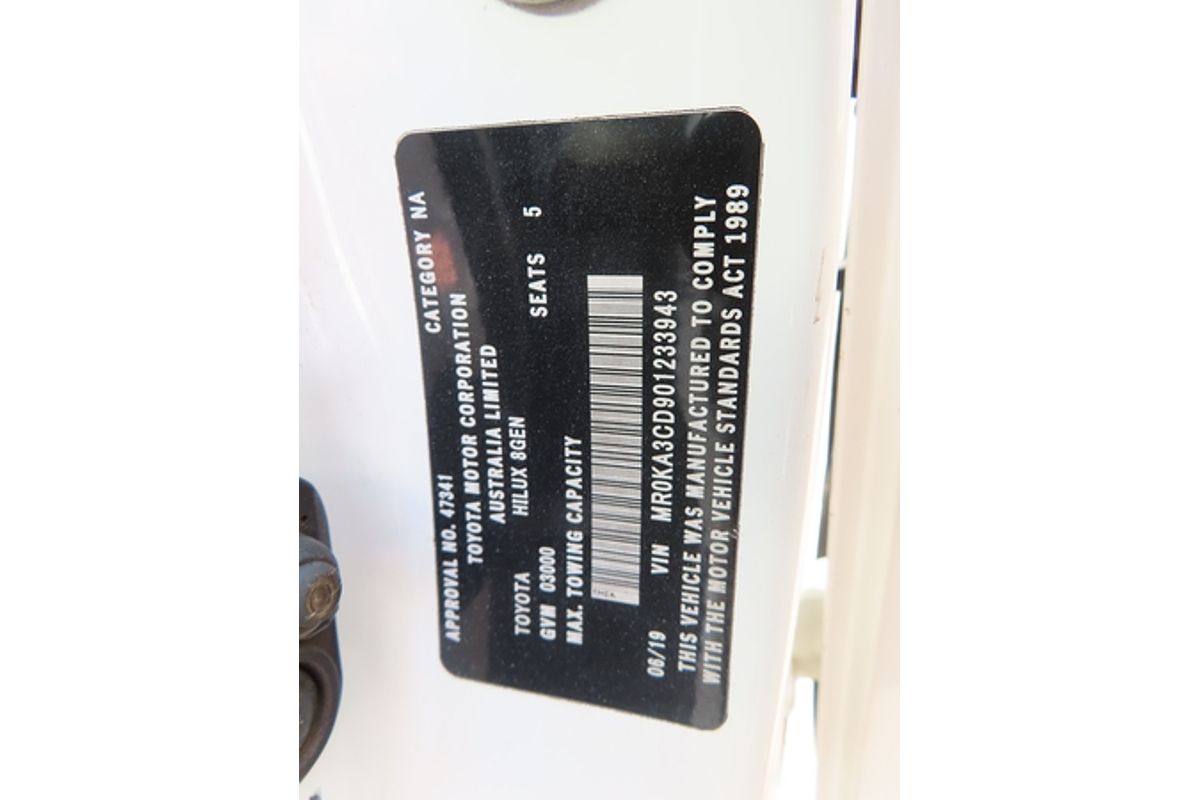 APPROVAL NO. 47341 CATEGORY NA
TOYOTA MOTOR CORPORATION
AUSTRALIA LIMITED
TOYOTA HILUX 8GEN
GVM 03000 SEATS 5
MAX. TOWING CAPACITY
06/19 VIN MR0KA3CD901233943
THIS VEHICLE WAS MANUFACTURED TO COMPLY
WITH THE MOTOR VEHICLE STANDARDS ACT 1989